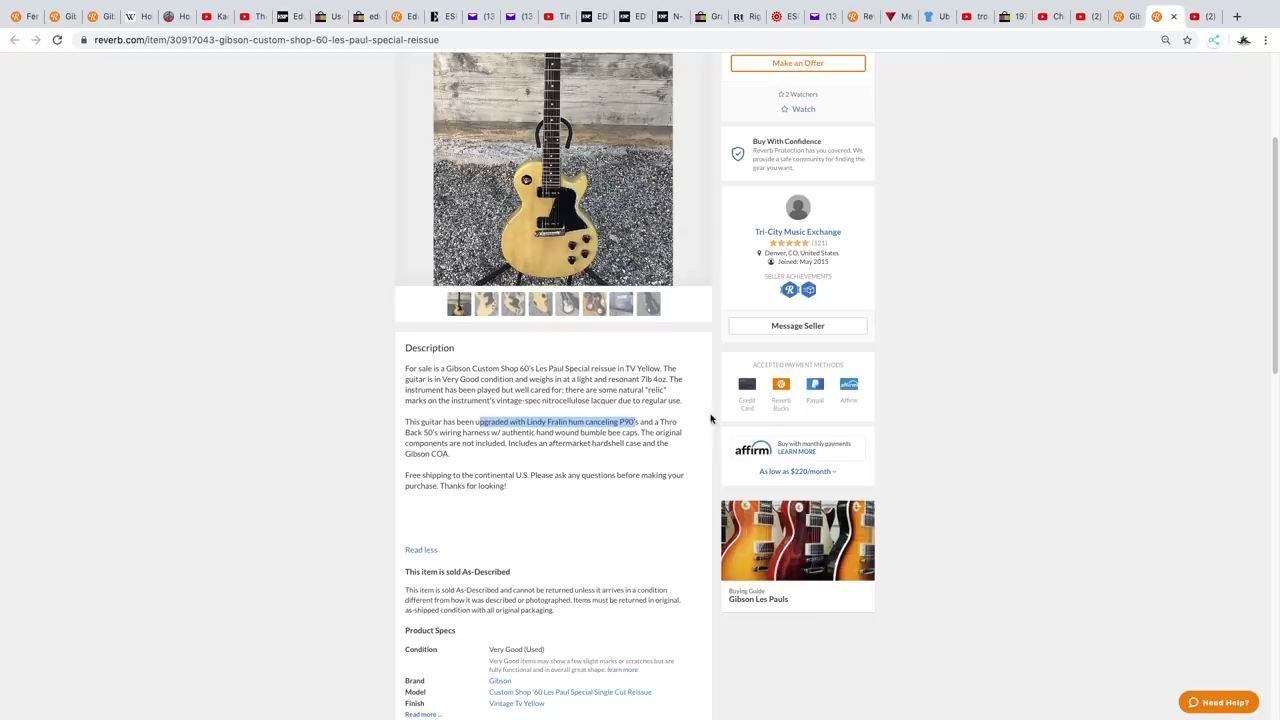 reverb.com/item/30917043-gibson-custom-shop-60-les-paul-special-reissue
Make an Offer
2 Watchers
Watch
Buy With Confidence
Reverb Protection has you covered. We
provide a safe community for finding the
gear you want.
Tri-City Music Exchange
(121)
Denver, CO, United States
Joined: May 2015
SELLER ACHIEVEMENTS
Message Seller
ACCEPTED PAYMENT METHODS
Credit Card
Reverb Bucks
Paypal
Affirm
affirm
Buy with monthly payments
LEARN MORE
As low as $220/month
Buying Guide
Gibson Les Pauls
Description
For sale is a Gibson Custom Shop 60's Les Paul Special reissue in TV Yellow. The
guitar is in Very Good condition and weighs in at a light and resonant 7lb 4oz. The
instrument has been played but well cared for; there are some natural "relic"
marks on the instrument's vintage-spec nitrocellulose lacquer due to regular use.
This guitar has been upgraded with Lindy Fralin hum canceling P90's and a Thro
Back 50's wiring harness w/ authentic hand wound bumble bee caps. The original
components are not included. Includes an aftermarket hardshell case and the
Gibson COA.
Free shipping to the continental U.S. Please ask any questions before making your
purchase. Thanks for looking!
Read less
This item is sold As-Described
This item is sold As-Described and cannot be returned unless it arrives in a condition
different from how it was described or photographed. Items must be returned in original,
as-shipped condition with all original packaging.
Product Specs
Condition
Very Good (Used)
Very Good items may show a few slight marks or scratches but are
fully functional and in overall great shape. learn more
Brand
Gibson
Model
Custom Shop '60 Les Paul Special Single Cut Reissue
Finish
Vintage Tv Yellow
Read more ...
Need Help?